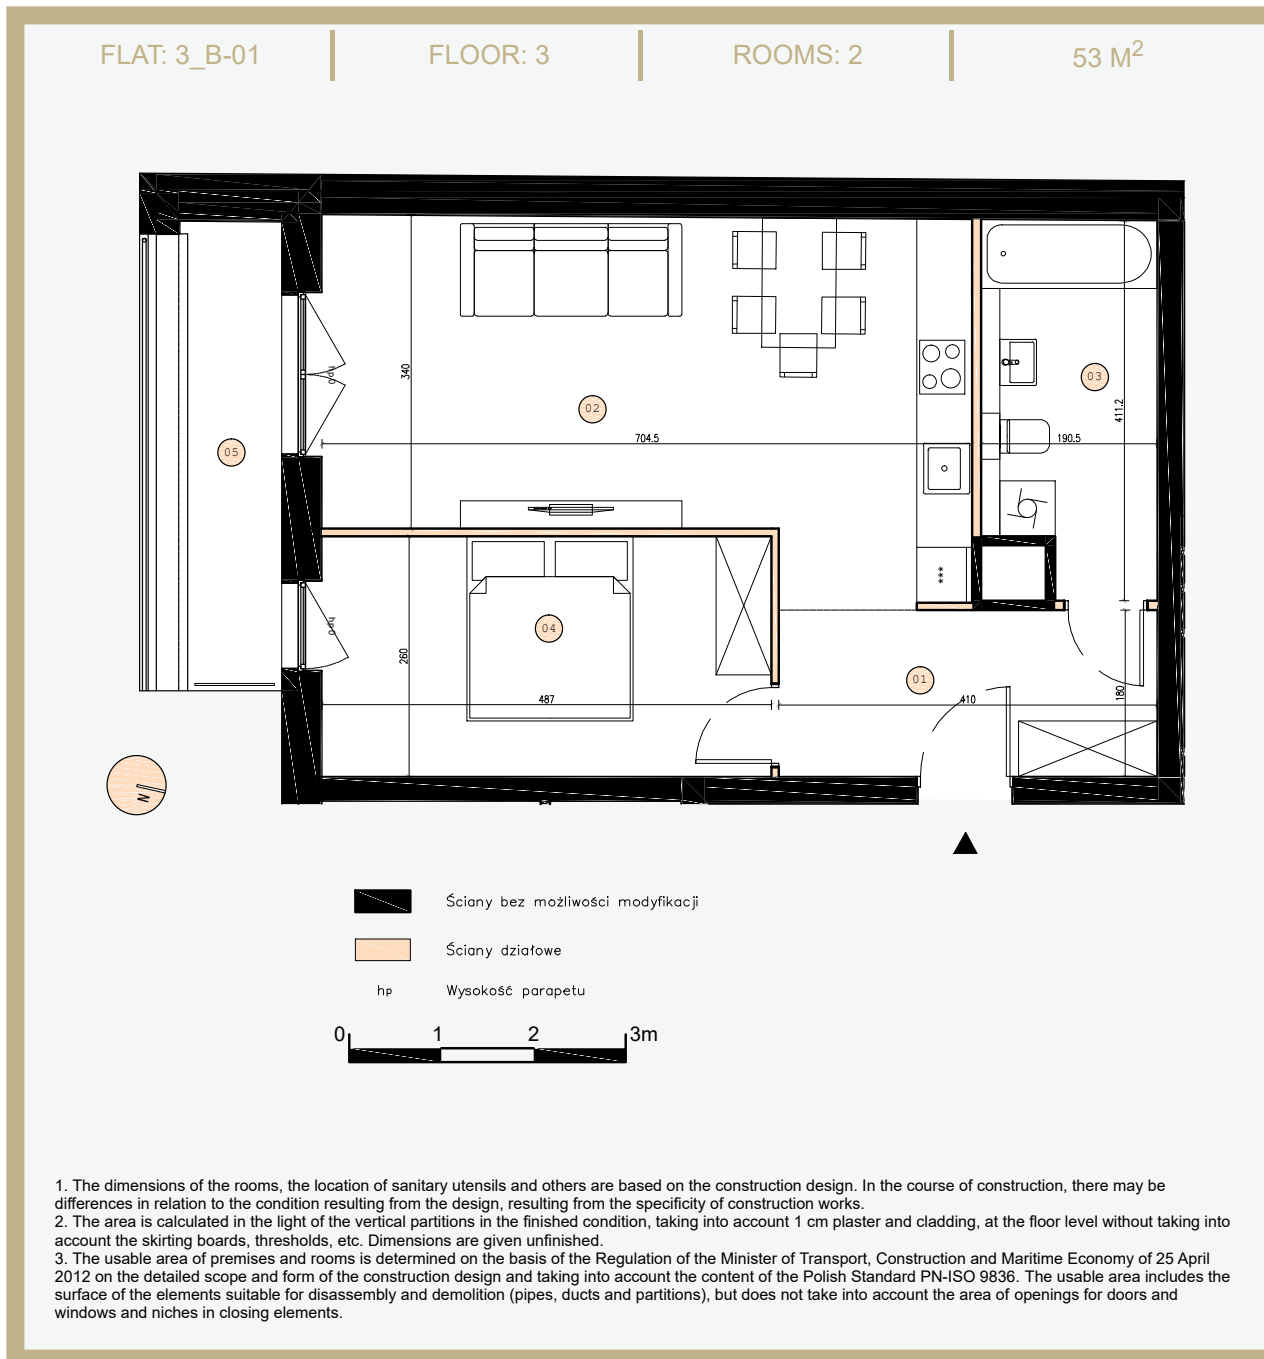 FLAT: 3_B-01
FLOOR: 3
ROOMS: 2
53 M²
340
hp0
02
03
411.2
704.5
190.5
05
***
hp0
04
260
01
180
487
410
N
Ściany bez możliwości modyfikacji
Ściany działowe
hp Wysokość parapetu
0 1 2 3m
1. The dimensions of the rooms, the location of sanitary utensils and others are based on the construction design. In the course of construction, there may be
differences in relation to the condition resulting from the design, resulting from the specificity of construction works.
2. The area is calculated in the light of the vertical partitions in the finished condition, taking into account 1 cm plaster and cladding, at the floor level without taking into
account the skirting boards, thresholds, etc. Dimensions are given unfinished.
3. The usable area of premises and rooms is determined on the basis of the Regulation of the Minister of Transport, Construction and Maritime Economy of 25 April
2012 on the detailed scope and form of the construction design and taking into account the content of the Polish Standard PN-ISO 9836. The usable area includes the
surface of the elements suitable for disassembly and demolition (pipes, ducts and partitions), but does not take into account the area of openings for doors and
windows and niches in closing elements.